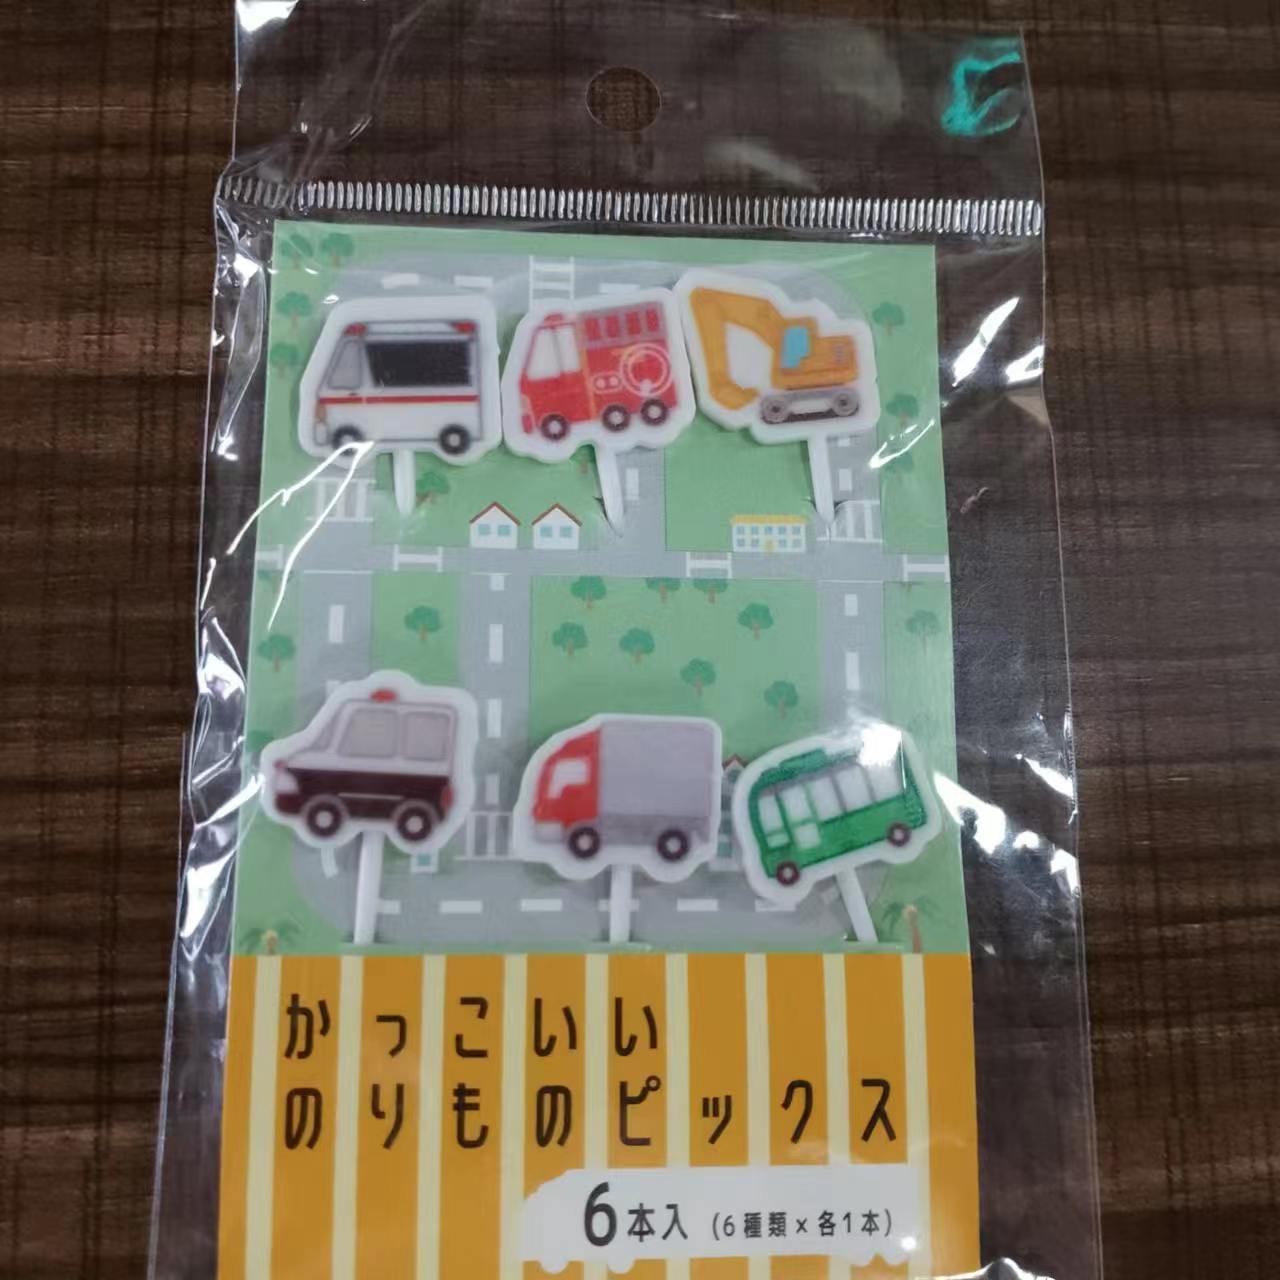 かっこいい
のりものピックス
6本入 (6種類×各1本)